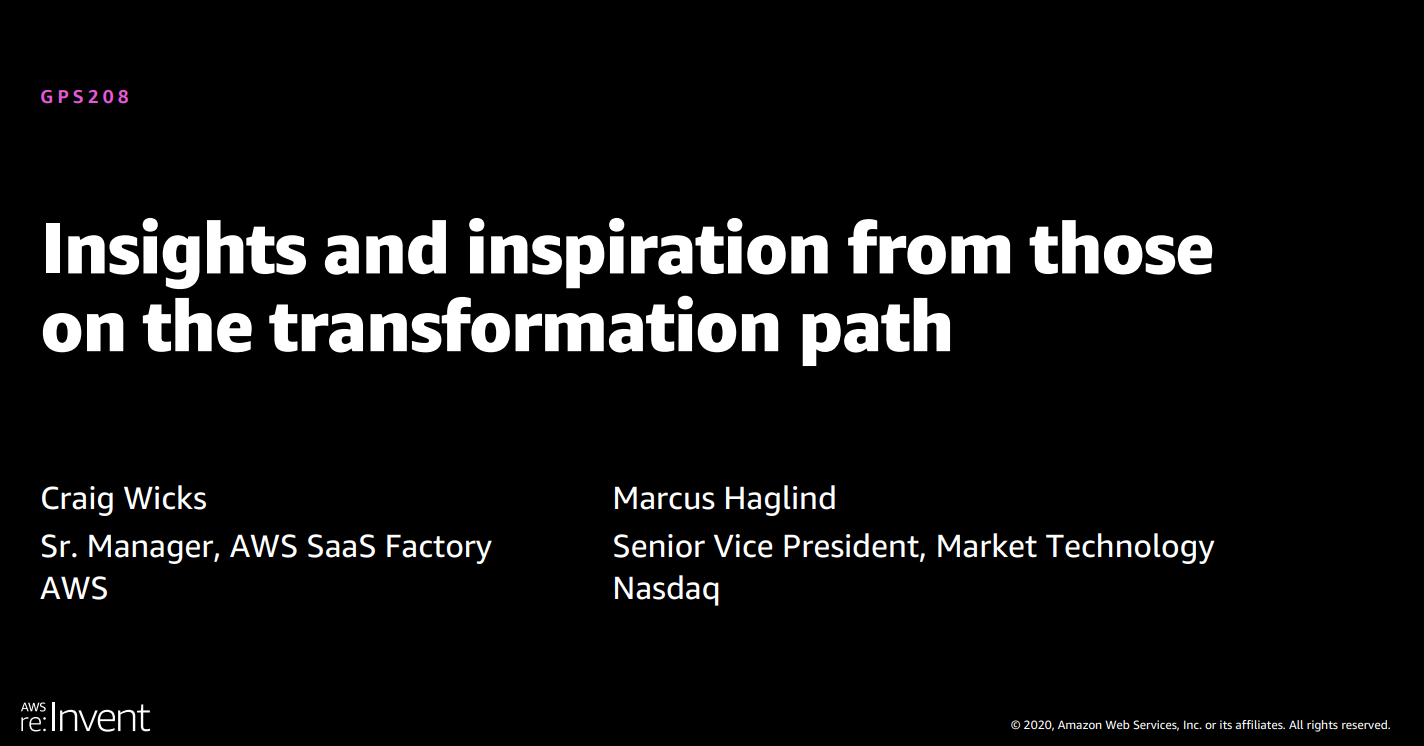 GPS208
Insights and inspiration from those
on the transformation path
Craig Wicks
Sr. Manager, AWS SaaS Factory
AWS
Marcus Haglind
Senior Vice President, Market Technology
Nasdaq
AWS
re:Invent
© 2020, Amazon Web Services, Inc. or its affiliates. All rights reserved.